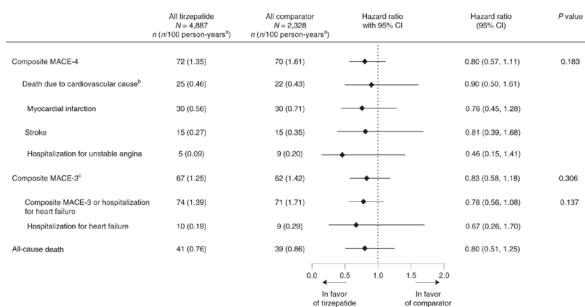 All tirzepatide All comparator Hazard ratio Hazard ratio P value
N = 4,887 N = 2,328 with 95% CI (95% CI)
n (n/100 person-yearsᵃ) n (n/100 person-yearsᵃ)
Composite MACE-4 72 (1.35) 70 (1.61) 0.80 (0.57, 1.11) 0.183
Death due to cardiovascular causeᵇ 25 (0.46) 22 (0.43) 0.90 (0.50, 1.61)
Myocardial infarction 30 (0.56) 30 (0.71) 0.76 (0.45, 1.28)
Stroke 15 (0.27) 15 (0.35) 0.81 (0.39, 1.68)
Hospitalization for unstable angina 5 (0.09) 9 (0.20) 0.46 (0.15, 1.41)
Composite MACE-3ᶜ 67 (1.25) 62 (1.42) 0.83 (0.58, 1.18) 0.306
Composite MACE-3 or hospitalization 74 (1.39) 71 (1.71) 0.78 (0.56, 1.08) 0.137
for heart failure
Hospitalization for heart failure 10 (0.19) 9 (0.29) 0.67 (0.26, 1.70)
All-cause death 41 (0.76) 39 (0.86) 0.80 (0.51, 1.25)
0.0 0.5 1.0 1.5 2.0
In favor In favor
of tirzepatide of comparator